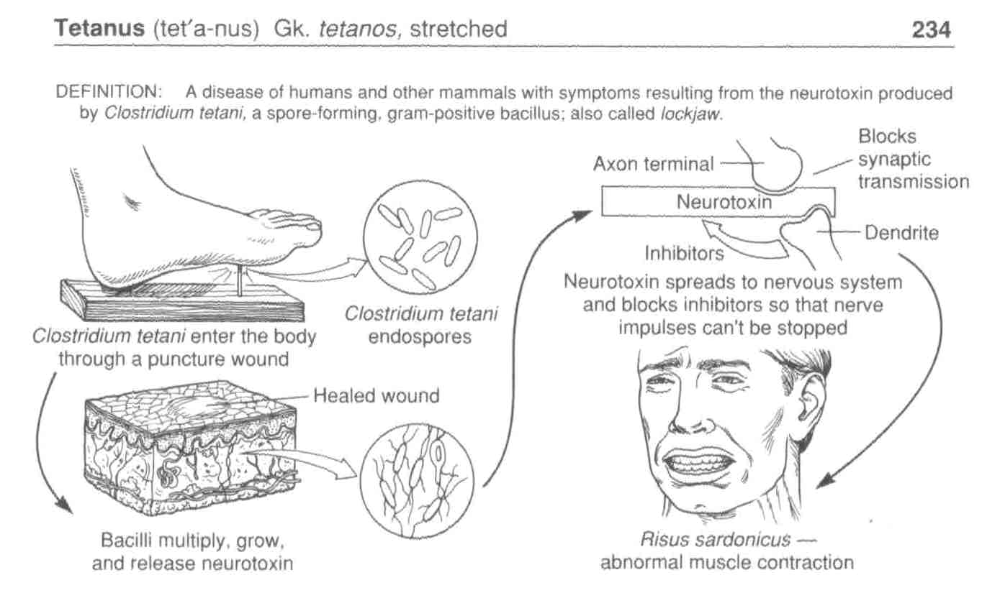 Tetanus (tet′a-nus) Gk. tetanos, stretched
234
DEFINITION: A disease of humans and other mammals with symptoms resulting from the neurotoxin produced
by Clostridium tetani, a spore-forming, gram-positive bacillus; also called lockjaw.
Clostridium tetani enter the body
through a puncture wound
Clostridium tetani
endospores
Healed wound
Bacilli multiply, grow,
and release neurotoxin
Axon terminal
Blocks
synaptic
transmission
Neurotoxin
Dendrite
Inhibitors
Neurotoxin spreads to nervous system
and blocks inhibitors so that nerve
impulses can't be stopped
Risus sardonicus —
abnormal muscle contraction